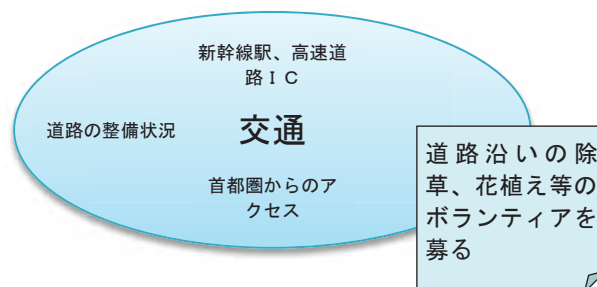 新幹線駅、高速道
路ＩＣ
道路の整備状況
交通
首都圏からのア
クセス
道路沿いの除
草、花植え等の
ボランティアを
募る